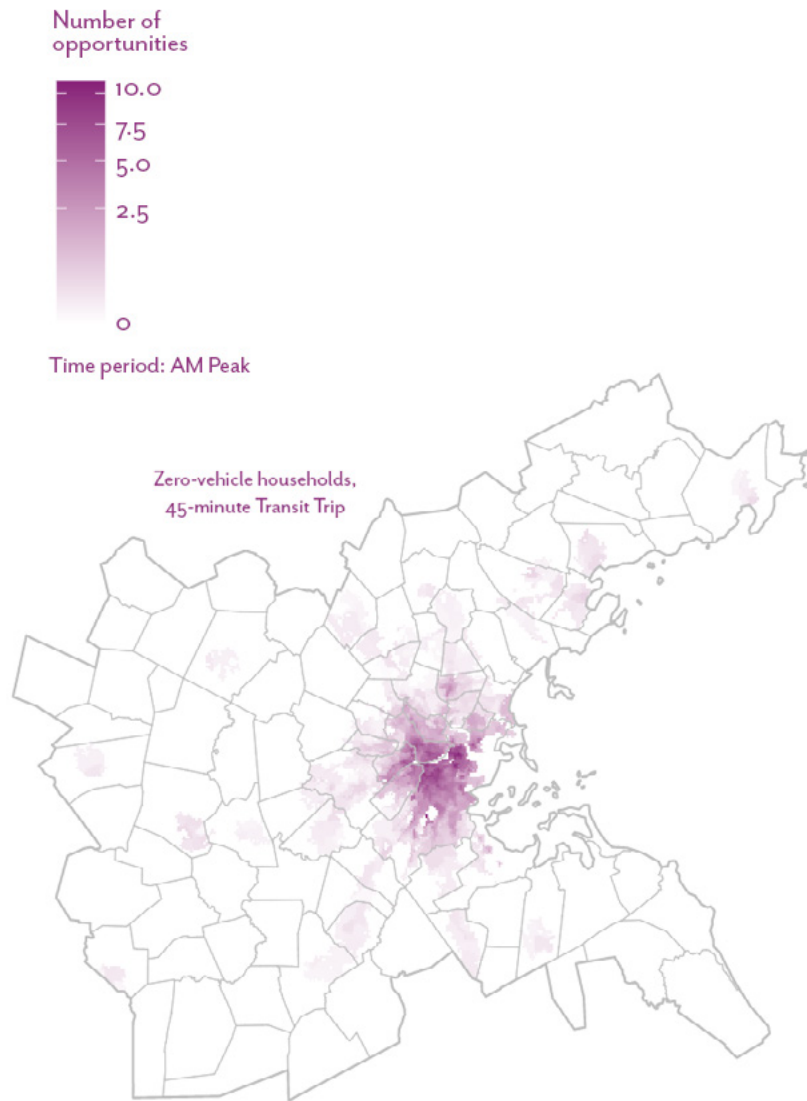 Number of
opportunities
10.0
7.5
5.0
2.5
0
Time period: AM Peak
Zero-vehicle households,
45-minute Transit Trip